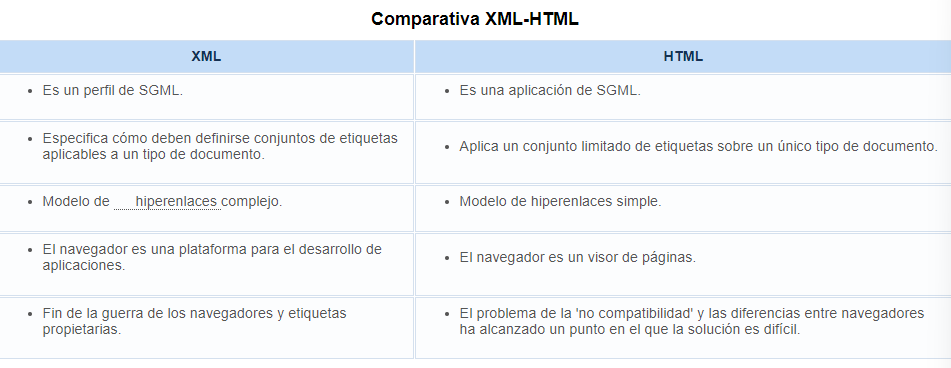 Comparativa XML-HTML
XML
HTML
• Es un perfil de SGML.
• Es una aplicación de SGML.
• Especifica cómo deben definirse conjuntos de etiquetas
aplicables a un tipo de documento.
• Aplica un conjunto limitado de etiquetas sobre un único tipo de documento.
• Modelo de hiperenlaces complejo.
• Modelo de hiperenlaces simple.
• El navegador es una plataforma para el desarrollo de
aplicaciones.
• El navegador es un visor de páginas.
• Fin de la guerra de los navegadores y etiquetas
propietarias.
• El problema de la 'no compatibilidad' y las diferencias entre navegadores
ha alcanzado un punto en el que la solución es difícil.